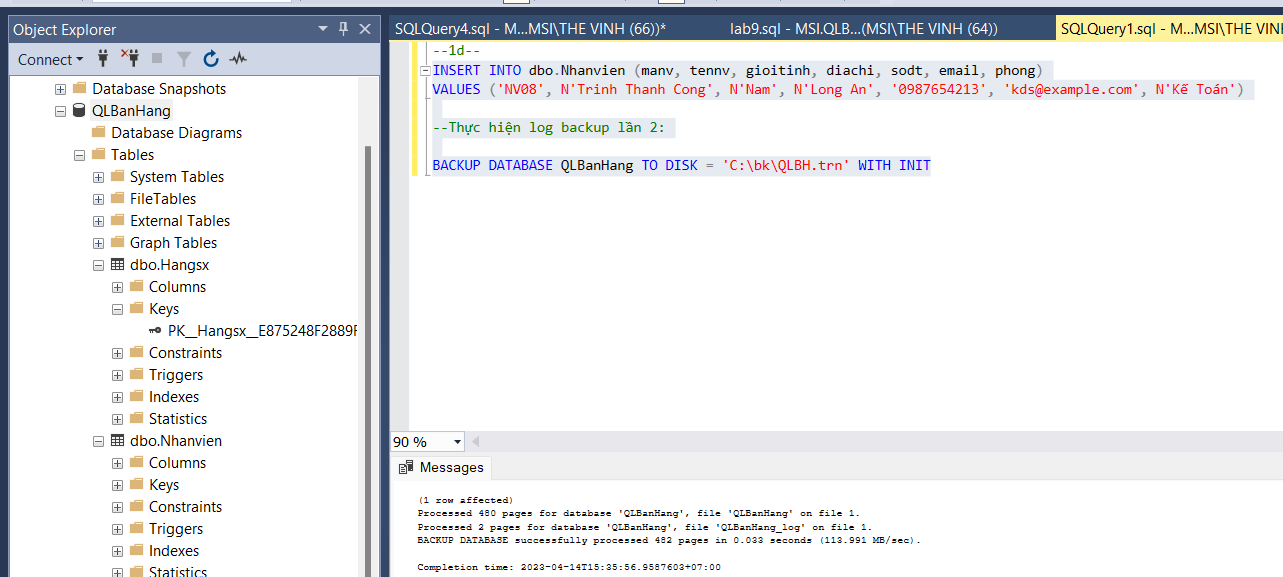 Object Explorer
Connect
Database Snapshots
QLBanHang
Database Diagrams
Tables
System Tables
FileTables
External Tables
Graph Tables
dbo.Hangsx
Columns
Keys
PK__Hangsx__E875248F2889F
Constraints
Triggers
Indexes
Statistics
dbo.Nhanvien
Columns
Keys
Constraints
Triggers
Indexes
Statistics
SQLQuery4.sql - M...MSI\THE VINH (66))*
lab9.sql - MSI.QLB...(MSI\THE VINH (64))
SQLQuery1.sql - M...MSI\THE VINH
--1d--
INSERT INTO dbo.Nhanvien (manv, tennv, gioitinh, diachi, sodt, email, phong)
VALUES ('NV08', N'Trinh Thanh Cong', N'Nam', N'Long An', '0987654213', 'kds@example.com', N'Kế Toán')
--Thực hiện log backup lần 2:
BACKUP DATABASE QLBanHang TO DISK = 'C:\bk\QLBH.trn' WITH INIT
90 %
Messages
(1 row affected)
Processed 480 pages for database 'QLBanHang', file 'QLBanHang' on file 1.
Processed 2 pages for database 'QLBanHang', file 'QLBanHang_log' on file 1.
BACKUP DATABASE successfully processed 482 pages in 0.033 seconds (113.991 MB/sec).
Completion time: 2023-04-14T15:35:56.9587603+07:00